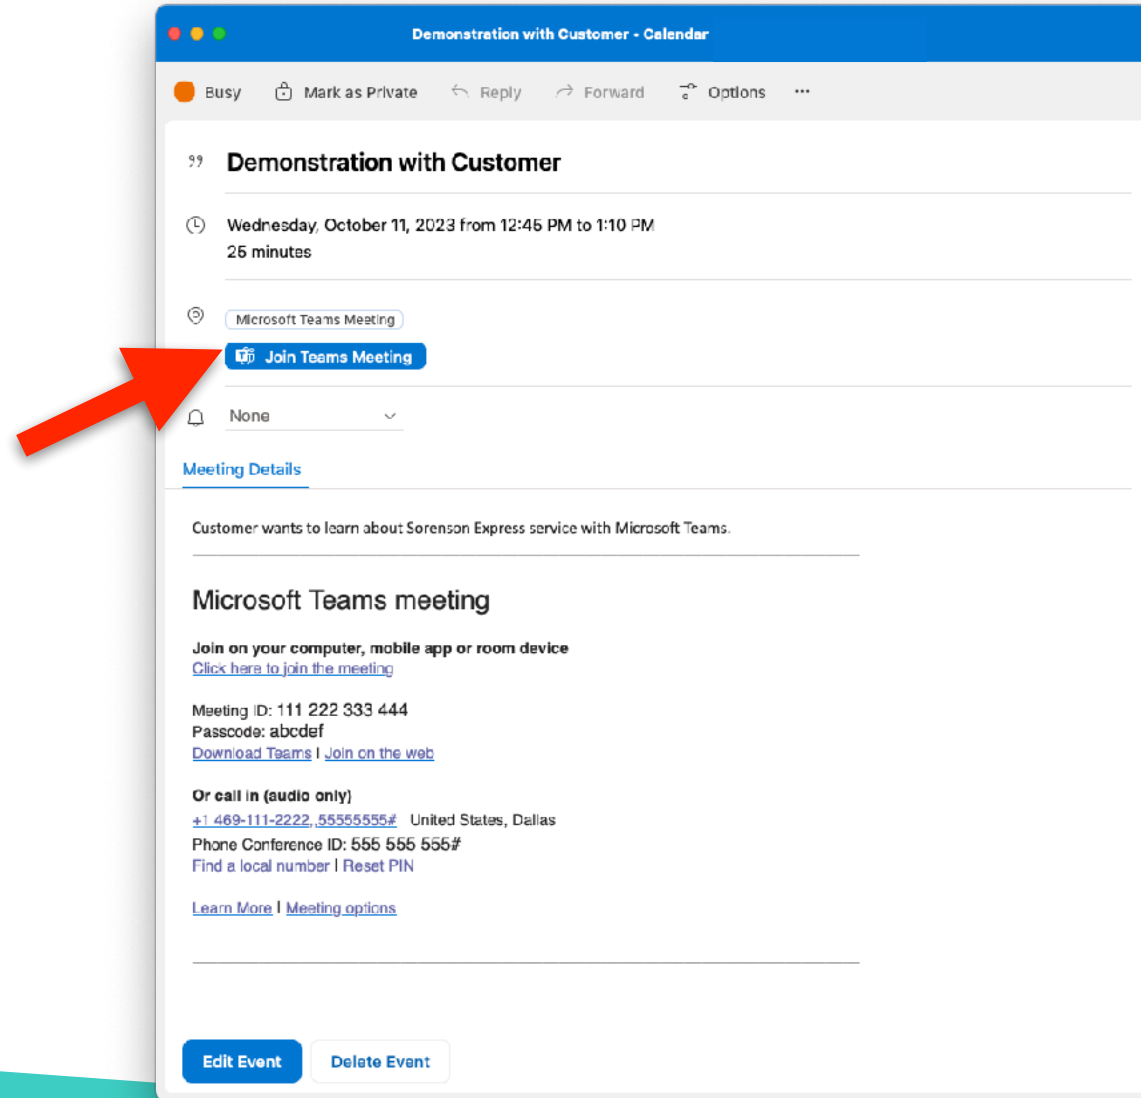 Demonstration with Customer - Calendar
Busy Mark as Private Reply Forward Options ...
Demonstration with Customer
Wednesday, October 11, 2023 from 12:45 PM to 1:10 PM
25 minutes
Microsoft Teams Meeting
Join Teams Meeting
None
Meeting Details
Customer wants to learn about Sorenson Express service with Microsoft Teams.
Microsoft Teams meeting
Join on your computer, mobile app or room device
Click here to join the meeting
Meeting ID: 111 222 333 444
Passcode: abcdef
Download Teams | Join on the web
Or call in (audio only)
+1 469-111-2222,,55555555# United States, Dallas
Phone Conference ID: 555 555 555#
Find a local number | Reset PIN
Learn More | Meeting options
Edit Event Delete Event